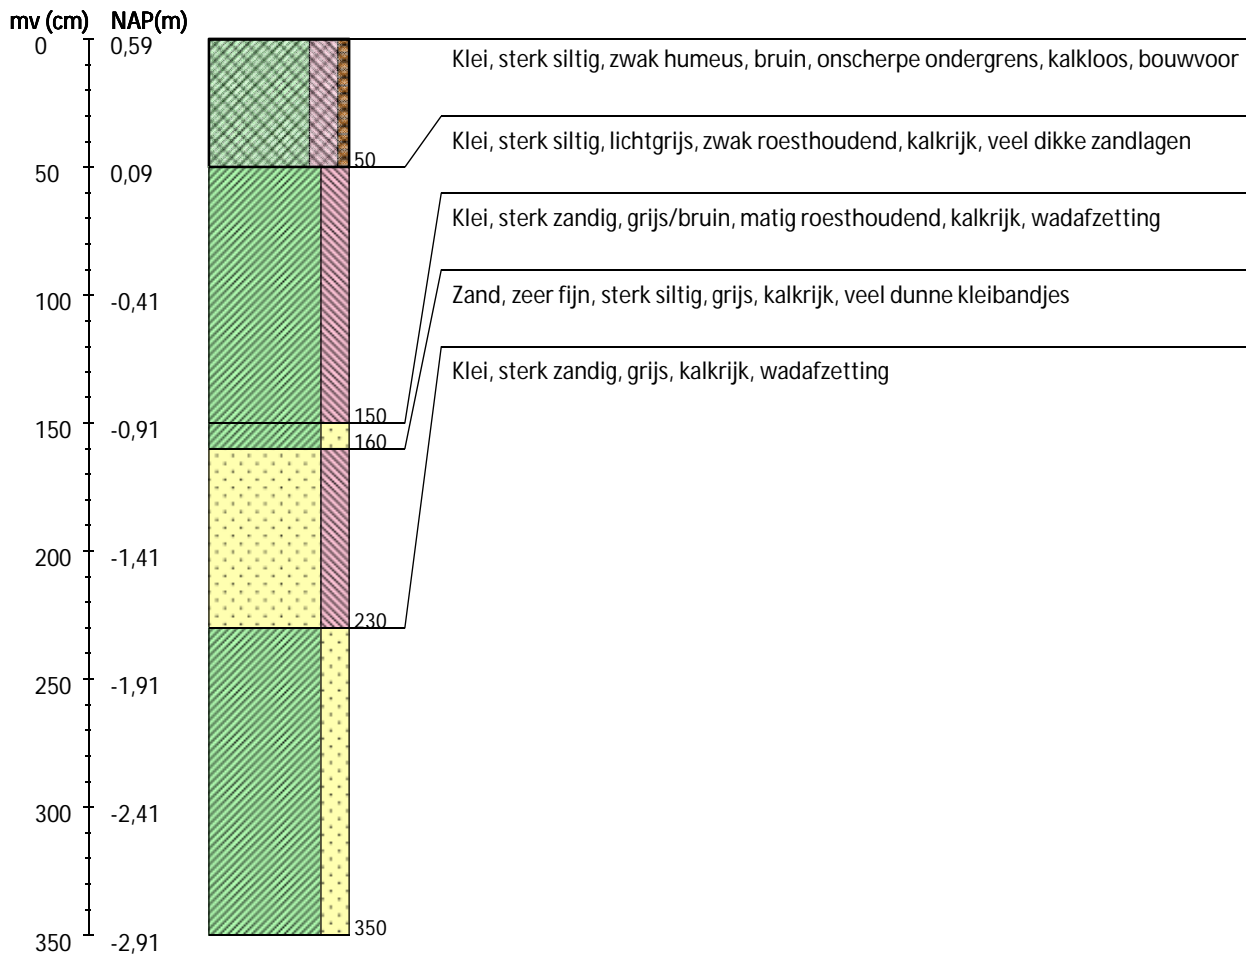 mv (cm) NAP(m)
0 0,59
Klei, sterk siltig, zwak humeus, bruin, onscherpe ondergrens, kalkloos, bouwvoor
Klei, sterk siltig, lichtgrijs, zwak roesthoudend, kalkrijk, veel dikke zandlagen
50
50 0,09
Klei, sterk zandig, grijs/bruin, matig roesthoudend, kalkrijk, wadafzetting
100 -0,41
Zand, zeer fijn, sterk siltig, grijs, kalkrijk, veel dunne kleibandjes
Klei, sterk zandig, grijs, kalkrijk, wadafzetting
150
150 -0,91
160
200 -1,41
230
250 -1,91
300 -2,41
350
350 -2,91